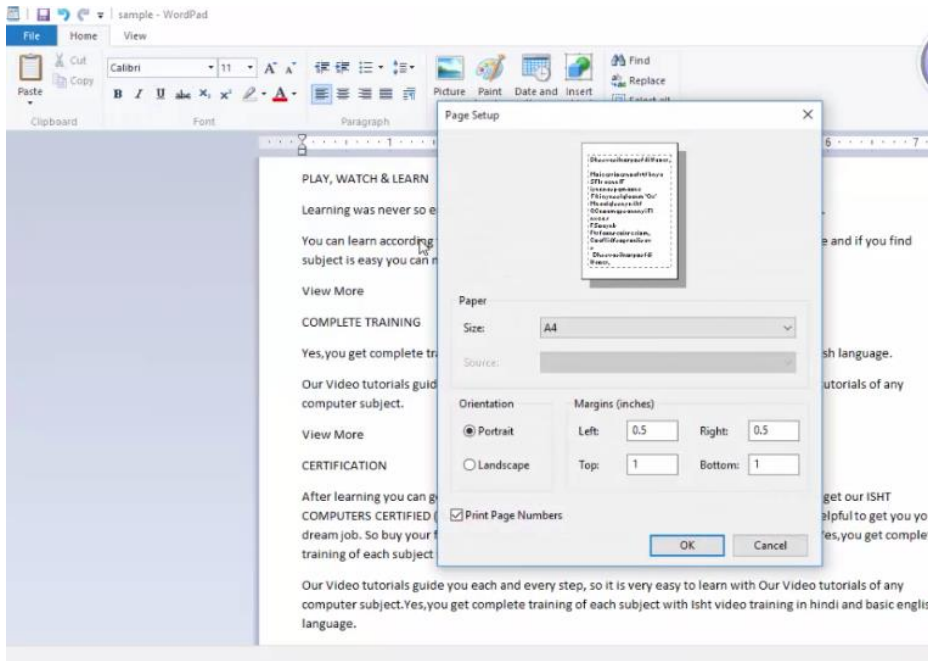 sample - WordPad
File Home View
Cut
Copy
Paste
Clipboard
Calibri 11 A A
B I U abc X₂ X² A
Font
Paragraph
Picture Paint Date and Insert
Find
Replace
Select all
Page Setup
Paper
Size: A4
Source:
Orientation
Portrait
Landscape
Margins (inches)
Left: 0.5 Right: 0.5
Top: 1 Bottom: 1
Print Page Numbers
OK Cancel
1 6 7
PLAY, WATCH & LEARN
Learning was never so e
You can learn according e and if you find
subject is easy you can
View More
COMPLETE TRAINING
Yes,you get complete tr sh language.
Our Video tutorials guid utorials of any
computer subject.
View More
CERTIFICATION
After learning you can g get our ISHT
COMPUTERS CERTIFIED ( elpful to get you yo
dream job. So buy your es,you get complet
training of each subject
Our Video tutorials guide you each and every step, so it is very easy to learn with Our Video tutorials of any
computer subject.Yes,you get complete training of each subject with Isht video training in hindi and basic englis
language.